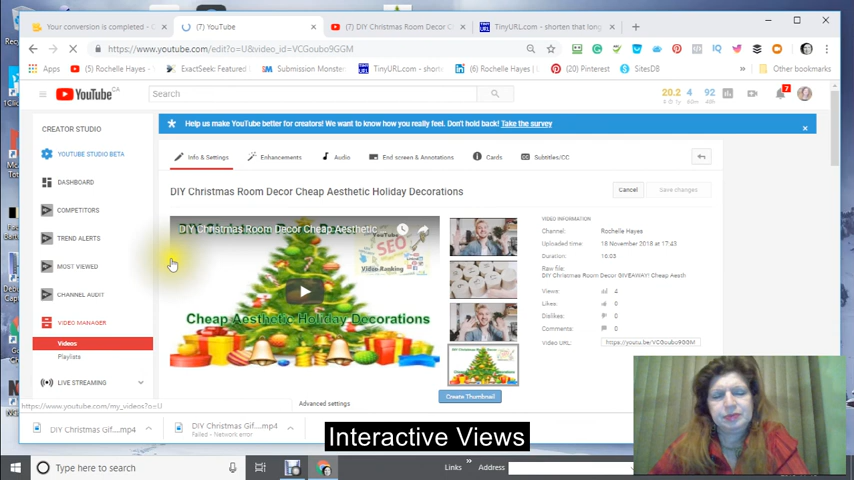 Your conversion is completed - C
(7) YouTube
(7) DIY Christmas Room Decor C
TinyURL.com - shorten that long
https://www.youtube.com/edit?o=U&video_id=VCGoubo9GGM
Apps
(5) Rochelle Hayes -
ExactSeek: Featured
Submission Monster
TinyURL.com - shorte
(1) Rochelle Hayes |
(20) Pinterest
SitesDB
»
Other bookmarks
YouTube CA
Search
20.2 4 92
7
CREATOR STUDIO
Help us make YouTube better for creators! We want to know how you really feel. Don't hold back! Take the survey
YOUTUBE STUDIO BETA
DASHBOARD
COMPETITORS
TREND ALERTS
MOST VIEWED
CHANNEL AUDIT
VIDEO MANAGER
Videos
Playlists
LIVE STREAMING
Info & Settings
Enhancements
Audio
End screen & Annotations
Cards
Subtitles/CC
DIY Christmas Room Decor Cheap Aesthetic Holiday Decorations
Cancel
Save changes
DIY Christmas Room Decor Cheap Aesthetic ...
YouTube
SEO
Video Ranking
Cheap Aesthetic Holiday Decorations
Create Thumbnail
VIDEO INFORMATION
Channel: Rochelle Hayes
Uploaded time: 18 November 2018 at 17:43
Duration: 16:03
Raw file:
DIY Christmas Room Decor GIVEAWAY! Cheap Aesth
Views: 4
Likes: 0
Dislikes: 0
Comments: 0
Video URL: https://youtu.be/VCGoubo9GGM
Advanced settings
https://www.youtube.com/my_videos?o=U
DIY Christmas Gif....mp4
DIY Christmas Gif....mp4
Failed - Network error
Interactive Views
Type here to search
Links
»
Address